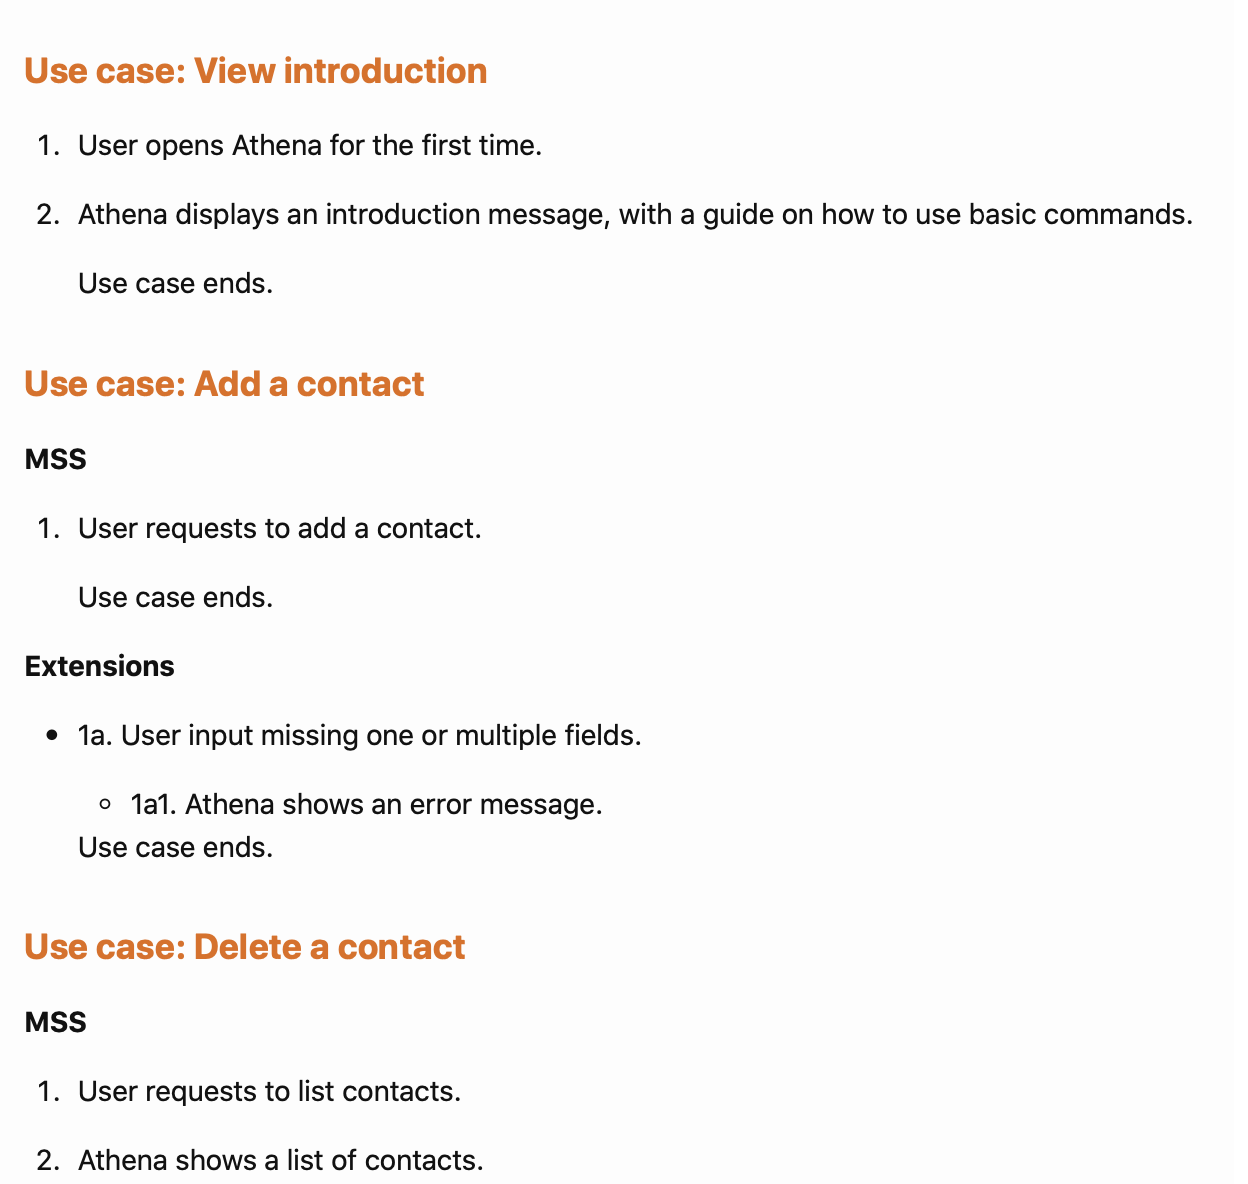 Use case: View introduction
1. User opens Athena for the first time.
2. Athena displays an introduction message, with a guide on how to use basic commands.
Use case ends.
Use case: Add a contact
MSS
1. User requests to add a contact.
Use case ends.
Extensions
• 1a. User input missing one or multiple fields.
◦ 1a1. Athena shows an error message.
Use case ends.
Use case: Delete a contact
MSS
1. User requests to list contacts.
2. Athena shows a list of contacts.